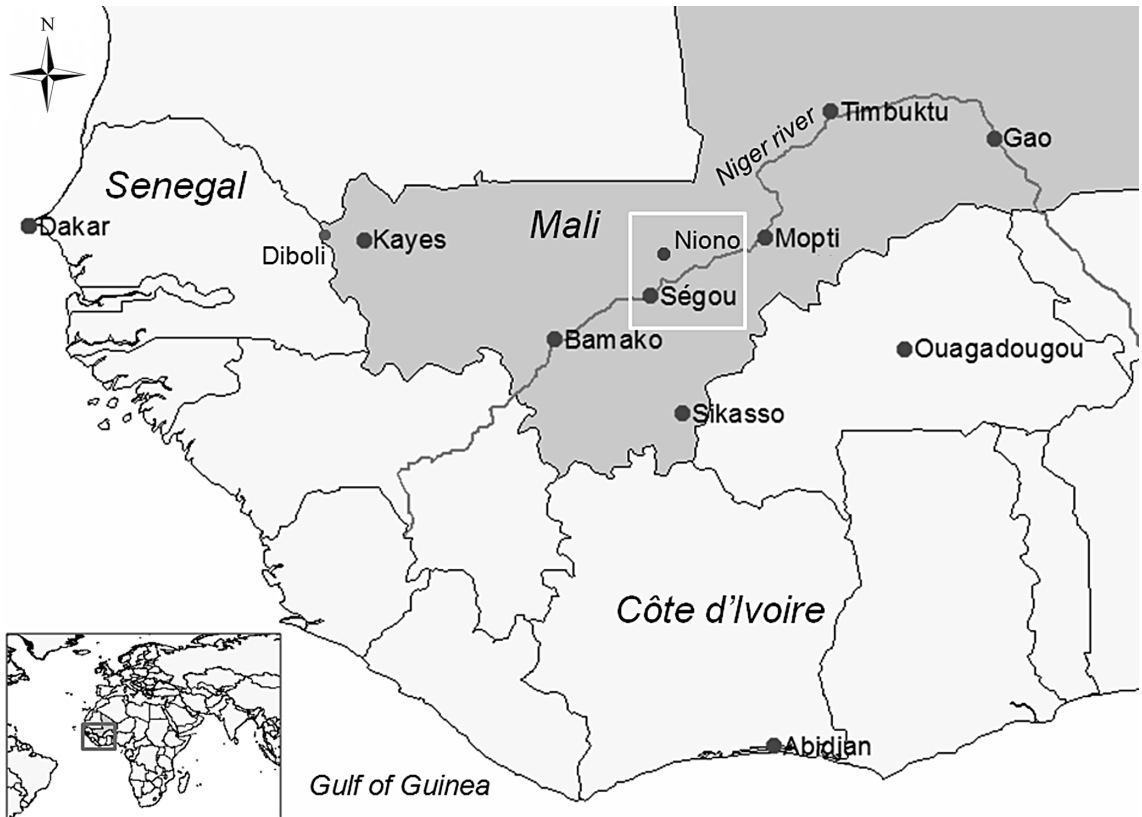 N
Timbuktu
Niger river
Gao
Senegal
Dakar
Mali
Diboli
Kayes
Niono
Mopti
Ségou
Bamako
Ouagadougou
Sikasso
Côte d'Ivoire
Abidjan
Gulf of Guinea